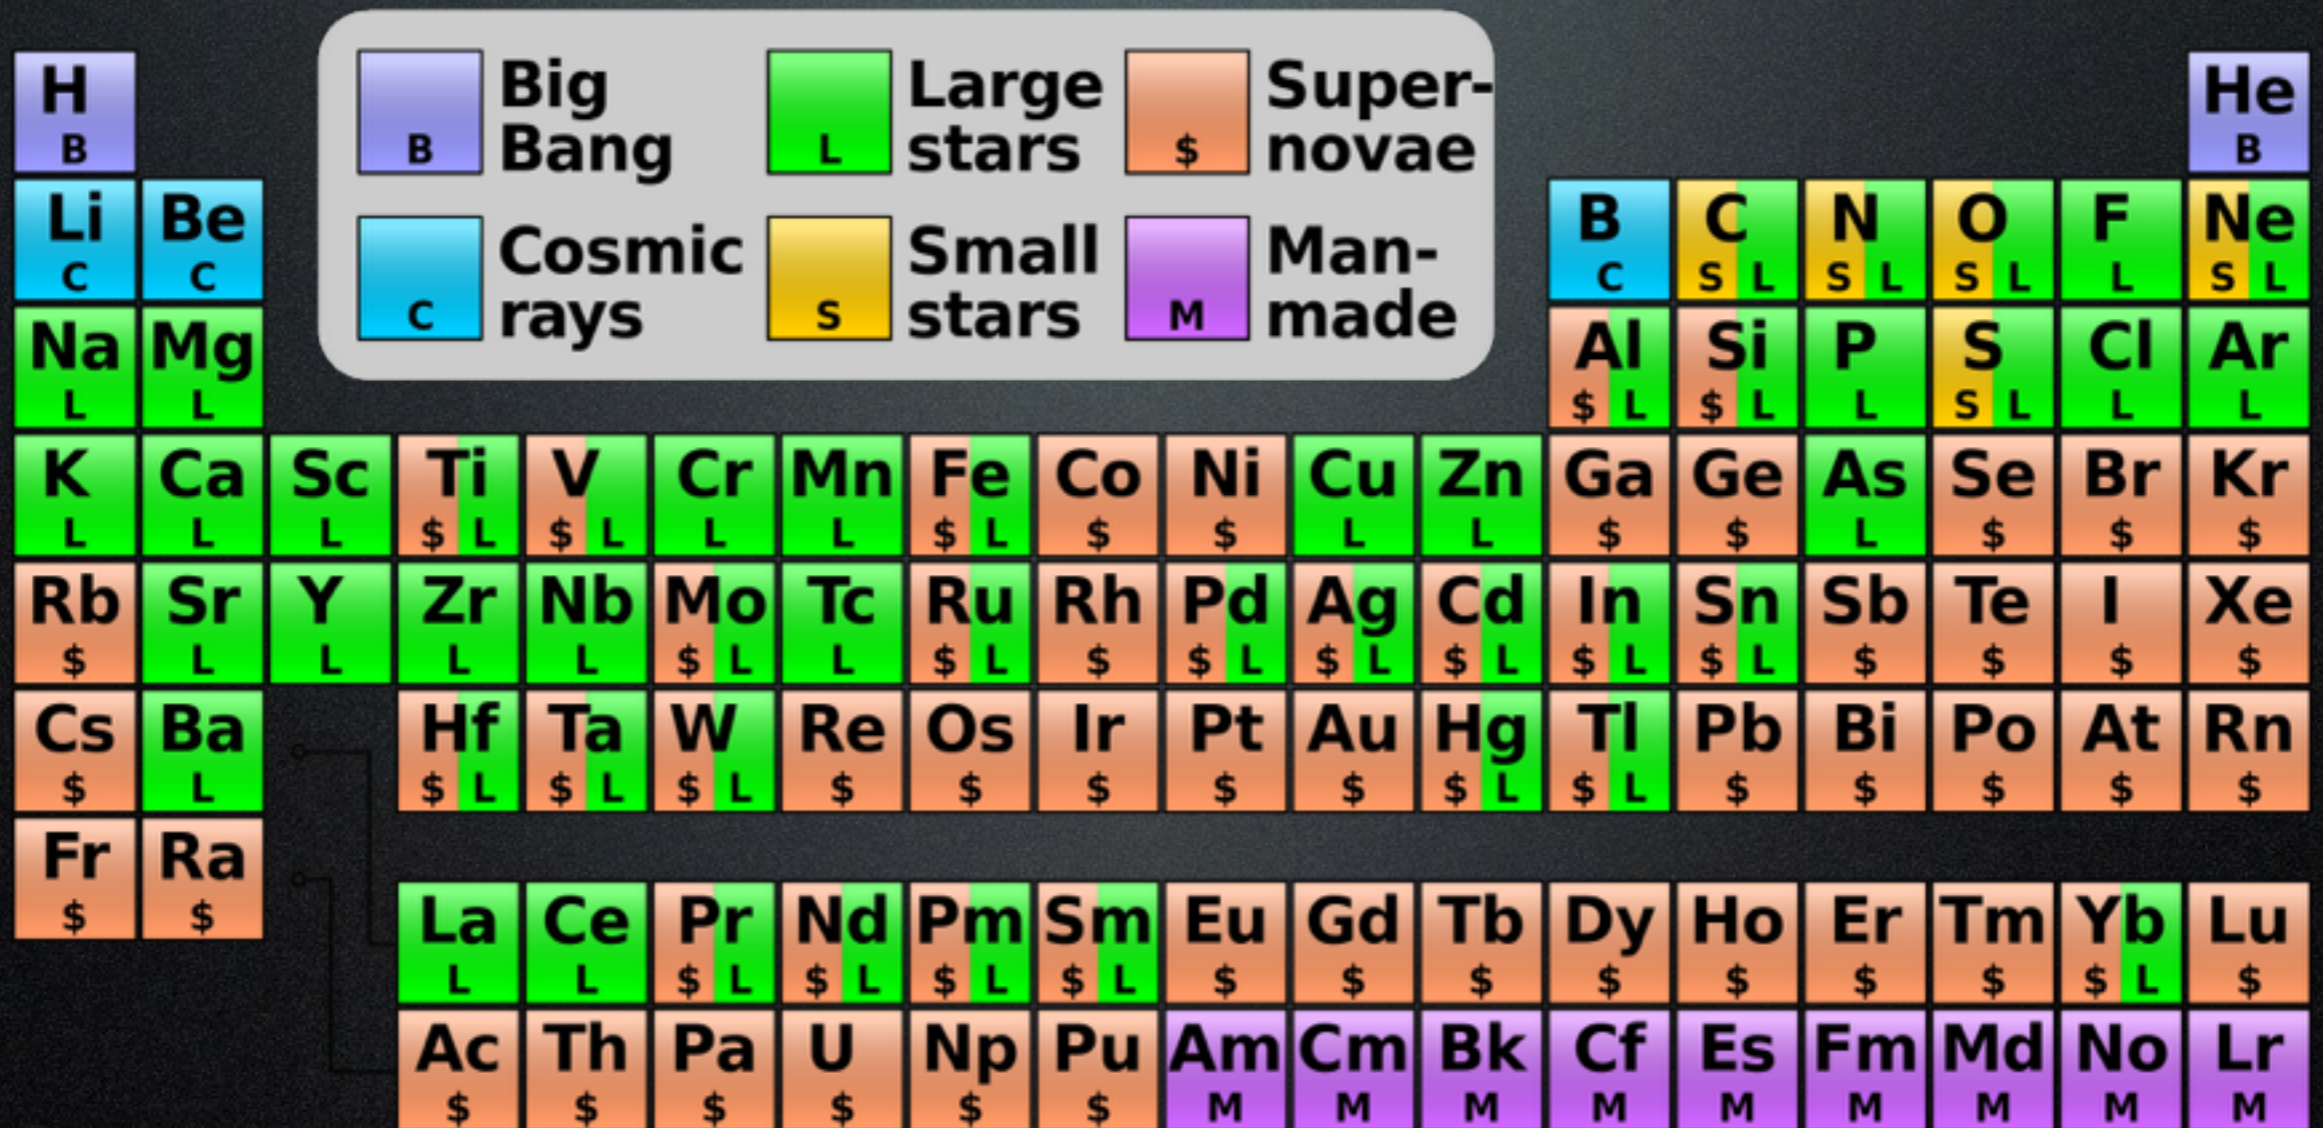 Big Bang
B
Large stars
L
Super-novae
$
Cosmic rays
C
Small stars
S
Man-made
M
H He
B B
Li Be B C N O F Ne
C C C S L S L S L L S L
Na Mg Al Si P S Cl Ar
L L $ L $ L L S L L L
K Ca Sc Ti V Cr Mn Fe Co Ni Cu Zn Ga Ge As Se Br Kr
L L L $ L $ L L L $ L $ $ L L $ $ L $ $ $
Rb Sr Y Zr Nb Mo Tc Ru Rh Pd Ag Cd In Sn Sb Te I Xe
$ L L L L $ L L $ L $ $ L $ L $ L $ L $ L $ $ $ $
Cs Ba Hf Ta W Re Os Ir Pt Au Hg Tl Pb Bi Po At Rn
$ L $ L $ L $ L $ $ $ $ $ $ L $ L $ $ $ $ $
Fr Ra
$ $
La Ce Pr Nd Pm Sm Eu Gd Tb Dy Ho Er Tm Yb Lu
L L $ L $ L $ L $ L $ $ $ $ $ $ $ $ L $
Ac Th Pa U Np Pu Am Cm Bk Cf Es Fm Md No Lr
$ $ $ $ $ $ M M M M M M M M M